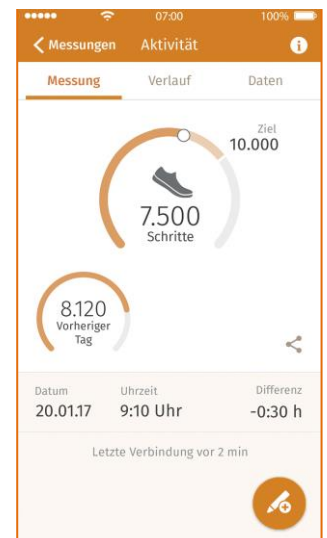 07:00 100%
Messungen Aktivität
Messung Verlauf Daten
Ziel
10.000
7.500
Schritte
8.120
Vorheriger
Tag
Datum Uhrzeit Differenz
20.01.17 9:10 Uhr -0:30 h
Letzte Verbindung vor 2 min